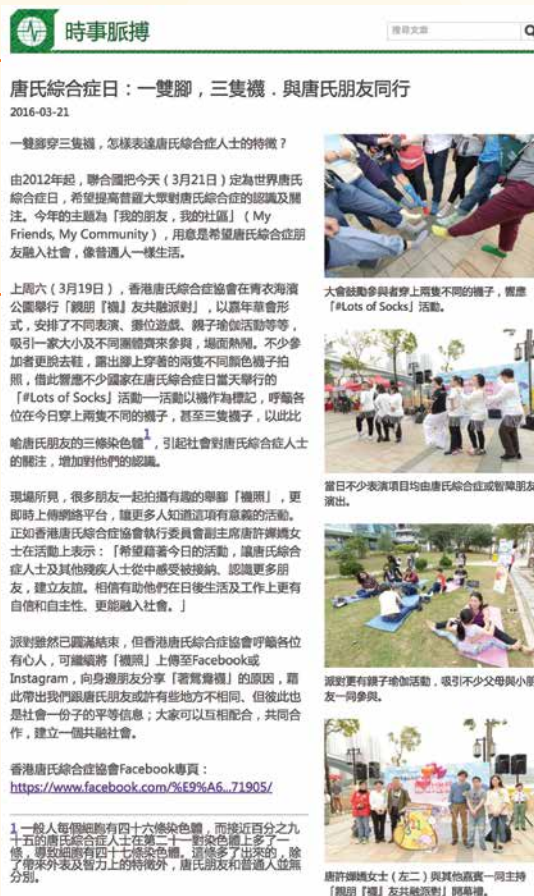 時事脈搏
搜尋文章
唐氏綜合症日：一雙腳，三隻襪．與唐氏朋友同行
2016-03-21
一雙腳穿三隻襪，怎樣表達唐氏綜合症人士的特徵？
由2012年起，聯合國把今天（3月21日）定為世界唐氏
綜合症日，希望提高普羅大眾對唐氏綜合症的認識及關
注。今年的主題為「我的朋友，我的社區」（My
Friends, My Community），用意是希望唐氏綜合症朋
友融入社會，像普通人一樣生活。
上周六（3月19日），香港唐氏綜合症協會在青衣海濱
公園舉行「親朋『襪』友共融派對」，以嘉年華會形
式，安排了不同表演、攤位遊戲、親子瑜伽活動等等，
吸引一家大小及不同團體齊來參與，場面熱鬧。不少參
加者更脫去鞋，露出腳上穿著的兩隻不同顏色襪子拍
照，借此響應不少國家在唐氏綜合症日當天舉行的
「#Lots of Socks」活動──活動以襪作為標記，呼籲各
位在今日穿上兩隻不同的襪子，甚至三隻襪子，以此比
喻唐氏朋友的三條染色體1，引起社會對唐氏綜合症人士
的關注，增加對他們的認識。
現場所見，很多朋友一起拍攝有趣的舉腳「襪照」，更
即時上傳網絡平台，讓更多人知道這項有意義的活動。
正如香港唐氏綜合症協會執行委員會副主席唐許嬋嬌女
士在活動上表示：「希望藉著今日的活動，讓唐氏綜合
症人士及其他殘疾人士從中感受被接納、認識更多朋
友，建立友誼。相信有助他們在日後生活及工作上更有
自信和自主性、更能融入社會。」
派對雖然已圓滿結束，但香港唐氏綜合症協會呼籲各位
有心人，可繼續將「襪照」上傳至Facebook或
Instagram，向身邊朋友分享「著鴛鴦襪」的原因，藉
此帶出我們跟唐氏朋友或許有些地方不相同、但彼此也
是社會一份子的平等信息；大家可以互相配合，共同合
作，建立一個共融社會。
香港唐氏綜合症協會Facebook專頁：
https://www.facebook.com/%E9%A6...71905/
1 一般人每個細胞有四十六條染色體，而接近百分之九
十五的唐氏綜合症人士在第二十一對染色體上多了一
條，導致細胞有四十七條染色體。這條多了出來的，除
了帶來外表及智力上的特徵外，唐氏朋友和普通人並無
分別。
大會鼓勵參與者穿上兩隻不同的襪子，響應
「#Lots of Socks」活動。
當日不少表演項目均由唐氏綜合症或智障朋友
演出。
派對更有親子瑜伽活動，吸引不少父母與小朋
友一同參與。
唐許嬋嬌女士（左二）與其他嘉賓一同主持
「親朋『襪』友共融派對」開幕禮。